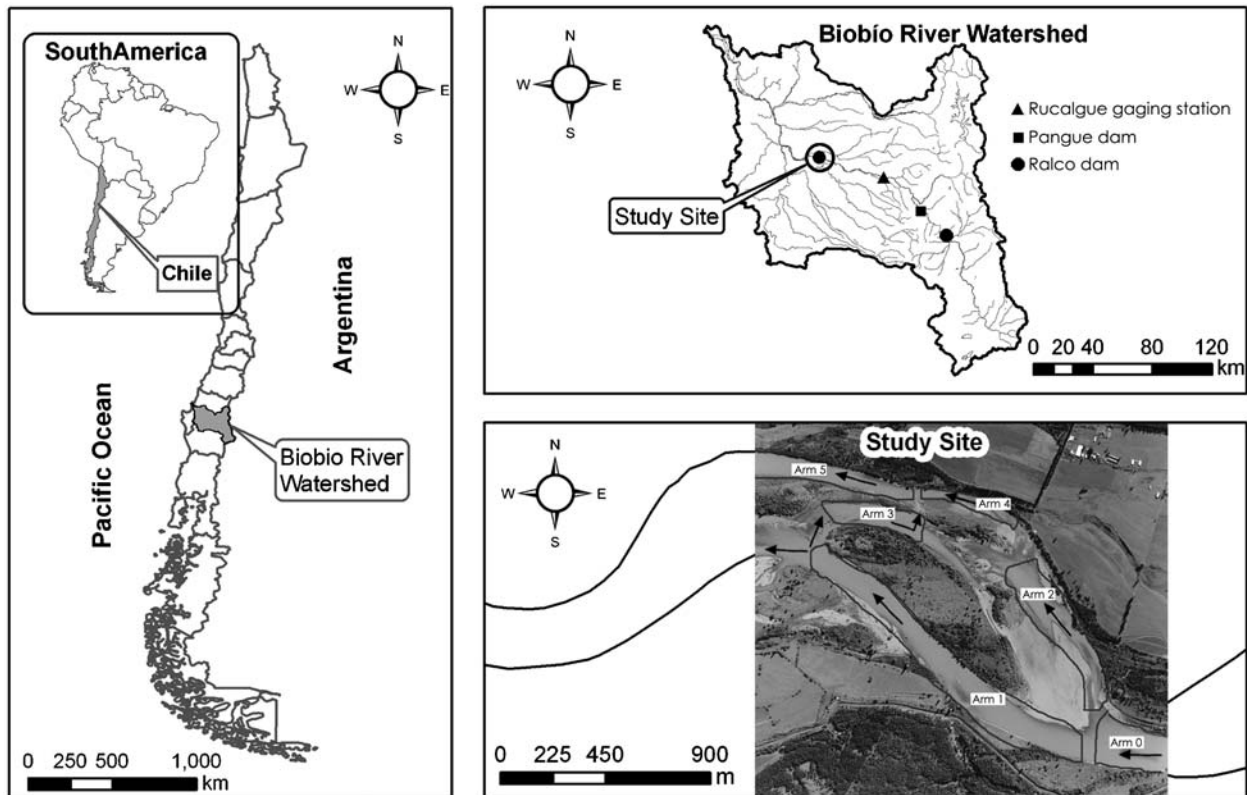 SouthAmerica
Chile
N
W
E
S
Argentina
Pacific Ocean
Biobio River
Watershed
0 250 500 1,000
km
Biobío River Watershed
N
W
E
S
Rucalgue gaging station
Pangue dam
Ralco dam
Study Site
0 20 40 80 120
km
Study Site
N
W
E
S
Arm 5
Arm 4
Arm 3
Arm 2
Arm 1
Arm 0
0 225 450 900
m